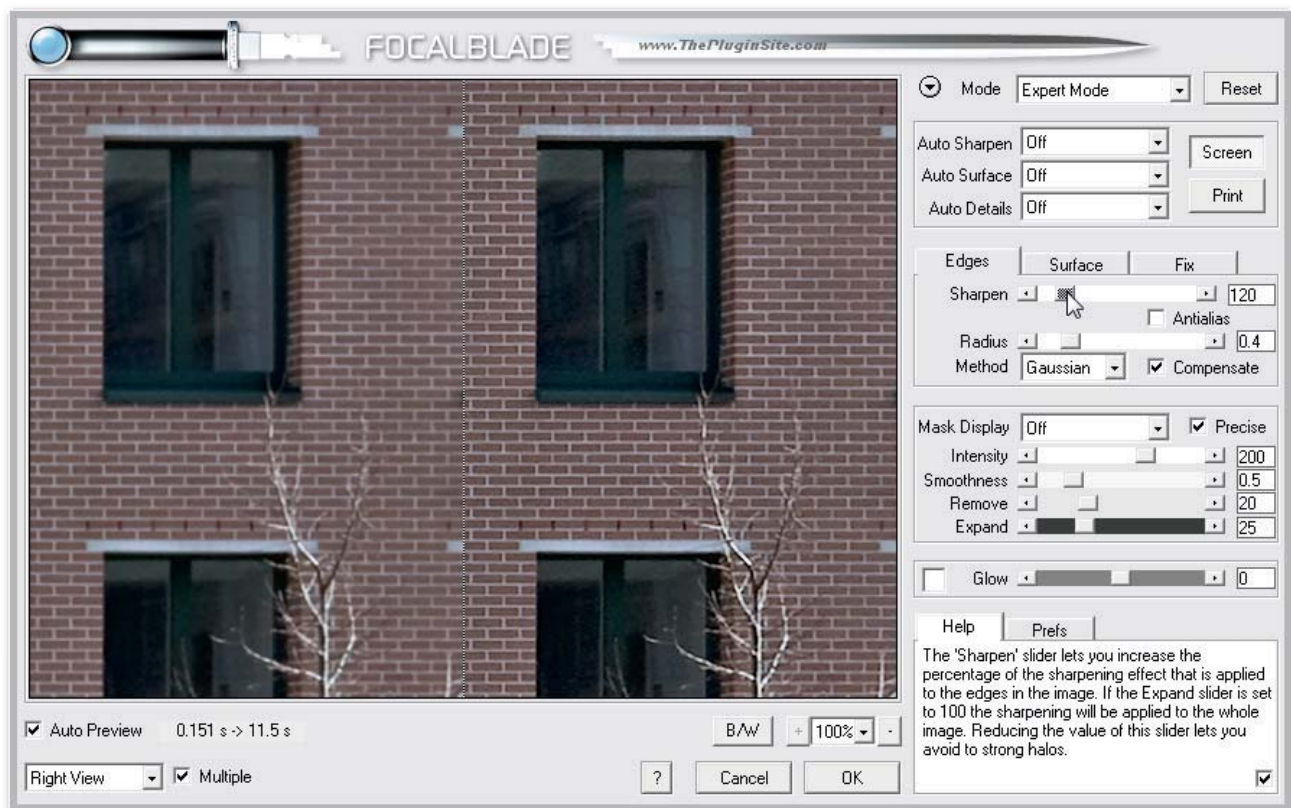 FOCALBLADE www.ThePluginSite.com
Mode Expert Mode Reset
Auto Sharpen Off Screen
Auto Surface Off
Auto Details Off Print
Edges Surface Fix
Sharpen 120
Antialias
Radius 0.4
Method Gaussian Compensate
Mask Display Off Precise
Intensity 200
Smoothness 0.5
Remove 20
Expand 25
Glow 0
Help Prefs
The 'Sharpen' slider lets you increase the
percentage of the sharpening effect that is applied
to the edges in the image. If the Expand slider is set
to 100 the sharpening will be applied to the whole
image. Reducing the value of this slider lets you
avoid to strong halos.
Auto Preview 0.151 s -> 11.5 s B/W + 100% -
Right View Multiple ? Cancel OK